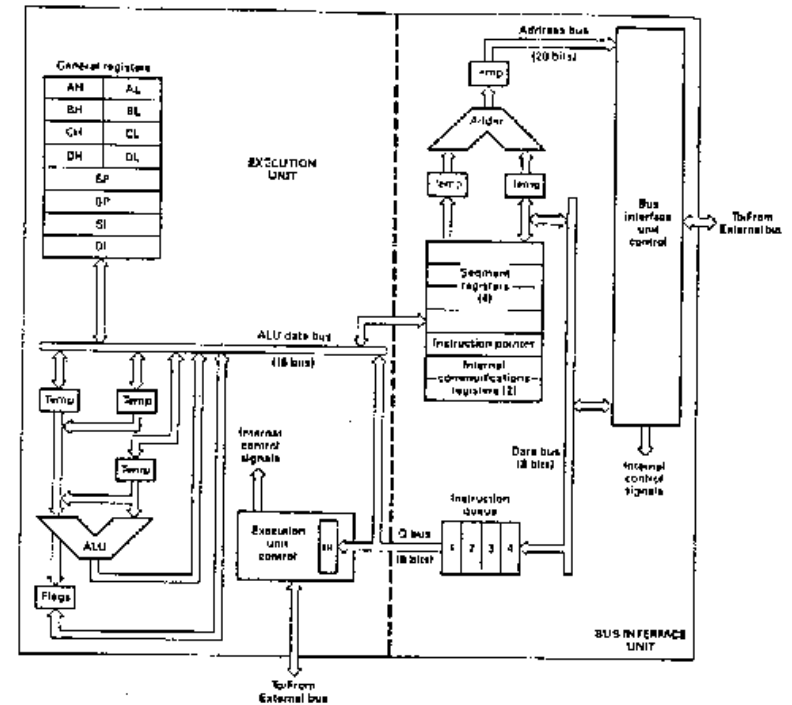 Address bus
(20 bits)
General registers
AH AL
BH BL
CH CL
DH DL
SP
BP
SI
DI
EXECUTION
UNIT
Temp
Adder
Temp
Temp
Bus
interface
unit
control
To/From
External bus
Segment
registers
(4)
Instruction pointer
Internal
communications
registers (2)
ALU data bus
(16 bits)
Temp
Temp
Temp
ALU
Flags
Internal
control
signals
Execution
unit
control
Q bus
(8 bits)
Instruction
queue
1 2 3 4
Data bus
(8 bits)
Internal
control
signals
BUS INTERFACE
UNIT
To/From
External bus